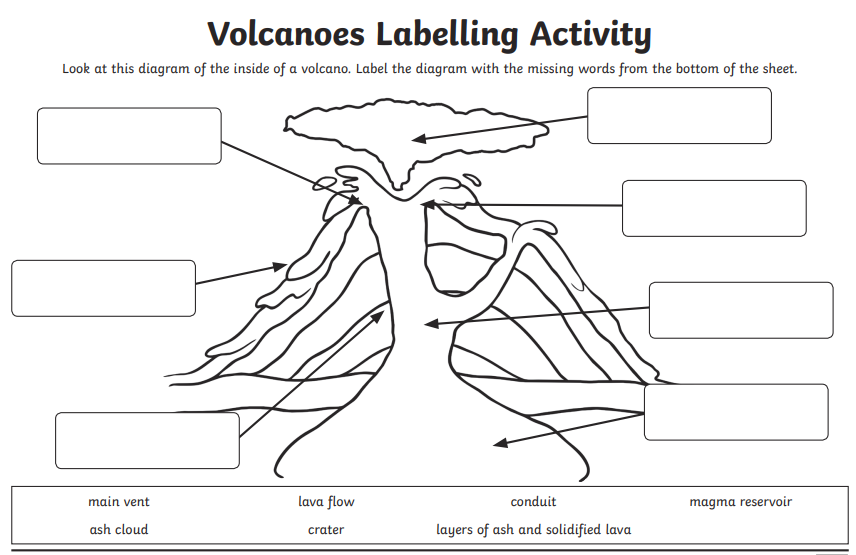 Volcanoes Labelling Activity
Look at this diagram of the inside of a volcano. Label the diagram with the missing words from the bottom of the sheet.
main vent lava flow conduit magma reservoir
ash cloud crater layers of ash and solidified lava